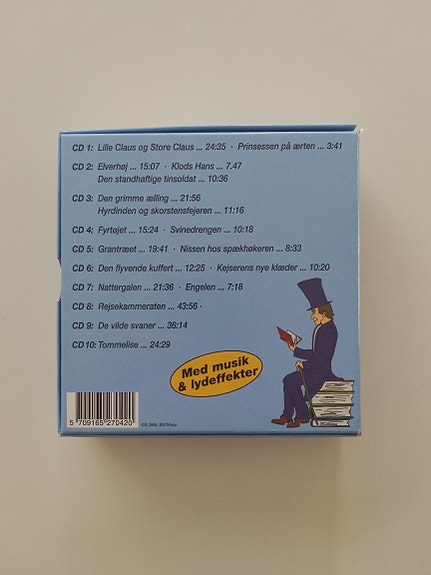 CD 1: Lille Claus og Store Claus ... 24:35 · Prinsessen på ærten ... 3:41
CD 2: Elverhøj ... 15:07 · Klods Hans ... 7.47
Den standhaftige tinsoldat ... 10:36
CD 3: Den grimme ælling ... 21:56
Hyrdinden og skorstensfejeren ... 11:16
CD 4: Fyrtøjet ... 15:24 · Svinedrengen ... 10:18
CD 5: Grantræet ... 19:41 · Nissen hos spækhøkeren ... 8:33
CD 6: Den flyvende kuffert ... 12:25 · Kejserens nye klæder ... 10:20
CD 7: Nattergalen ... 21:36 · Engelen ... 7:18
CD 8: Rejsekammeraten ... 43:56 ·
CD 9: De vilde svaner ... 36:14
CD 10: Tommelise ... 24:29
Med musik
& lydeffekter
5 709165 270420